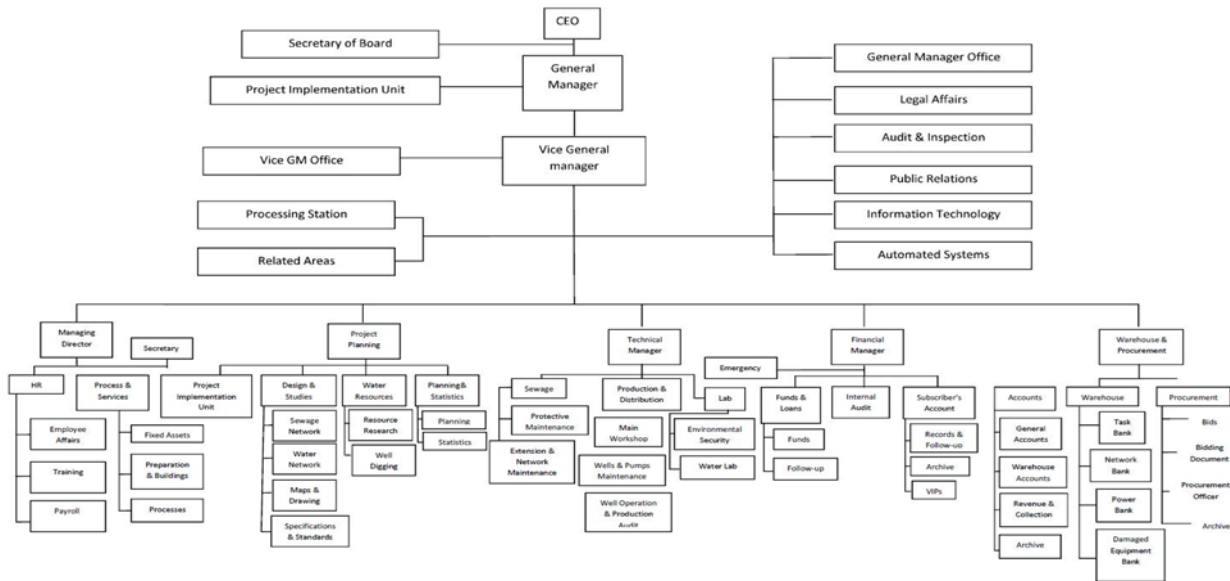 CEO
Secretary of Board
General
Manager
Project Implementation Unit
Vice General
manager
Vice GM Office
Processing Station
Related Areas
General Manager Office
Legal Affairs
Audit & Inspection
Public Relations
Information Technology
Automated Systems
Managing
Director
Secretary
HR
Employee
Affairs
Training
Payroll
Process &
Services
Fixed Assets
Preparation
& Buildings
Processes
Project
Planning
Project
Implementation
Unit
Design &
Studies
Sewage
Network
Water
Network
Maps &
Drawing
Specifications
& Standards
Water
Resources
Resource
Research
Well
Digging
Planning&
Statistics
Planning
Statistics
Technical
Manager
Sewage
Protective
Maintenance
Extension &
Network
Maintenance
Production &
Distribution
Main
Workshop
Wells & Pumps
Maintenance
Well Operation
& Production
Audit
Lab
Environmental
Security
Water Lab
Financial
Manager
Emergency
Funds &
Loans
Funds
Follow-up
Internal
Audit
Subscriber's
Account
Records &
Follow-up
Archive
VIPs
Warehouse &
Procurement
Accounts
General
Accounts
Warehouse
Accounts
Revenue &
Collection
Archive
Warehouse
Task
Bank
Network
Bank
Power
Bank
Damaged
Equipment
Bank
Procurement
Bids
Bidding
Document
Procurement
Officer
Archive